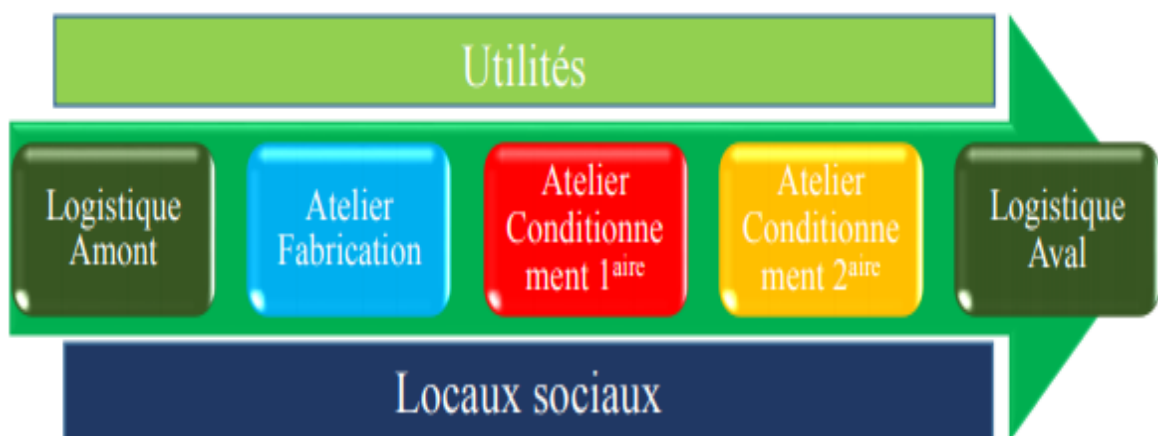 Utilités
Logistique
Amont
Atelier
Fabrication
Atelier
Conditionne
ment 1aire
Atelier
Conditionne
ment 2aire
Logistique
Aval
Locaux sociaux